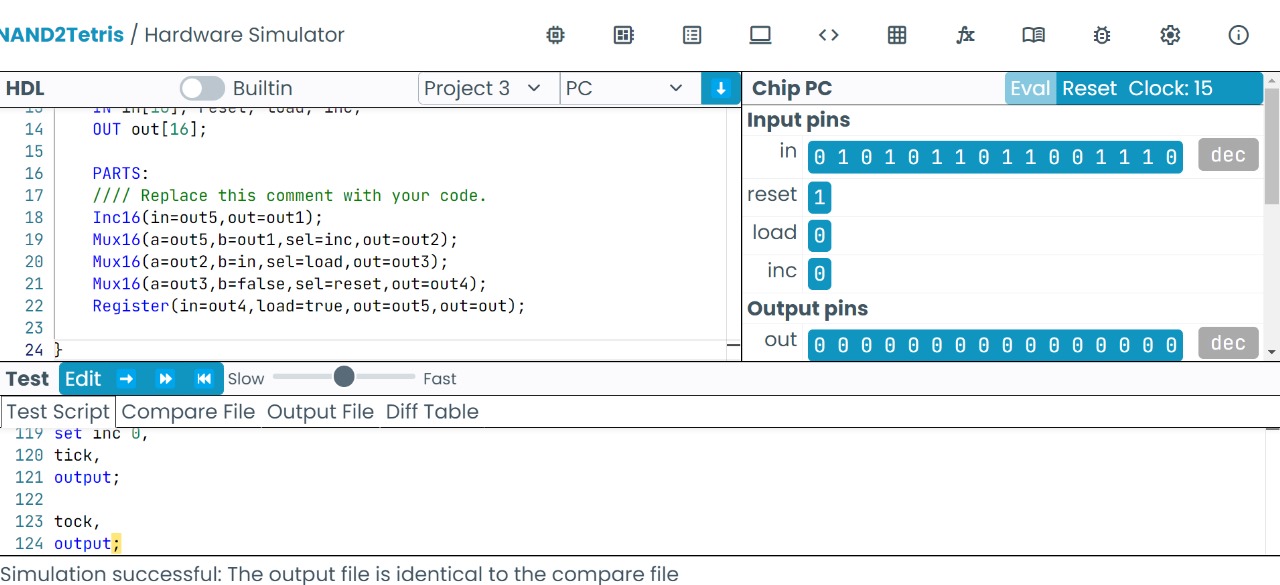 NAND2Tetris / Hardware Simulator
HDL Builtin Project 3 PC
Chip PC Eval Reset Clock: 15
13 IN in[16], reset, load, inc;
14 OUT out[16];
15
16 PARTS:
17 //// Replace this comment with your code.
18 Inc16(in=out5,out=out1);
19 Mux16(a=out5,b=out1,sel=inc,out=out2);
20 Mux16(a=out2,b=in,sel=load,out=out3);
21 Mux16(a=out3,b=false,sel=reset,out=out4);
22 Register(in=out4,load=true,out=out5,out=out);
23
24 }
Input pins
in 0 1 0 1 0 1 1 0 1 1 0 0 1 1 1 0 dec
reset 1
load 0
inc 0
Output pins
out 0 0 0 0 0 0 0 0 0 0 0 0 0 0 0 0 dec
Test Edit Slow Fast
Test Script Compare File Output File Diff Table
119 set inc 0,
120 tick,
121 output;
122
123 tock,
124 output;
Simulation successful: The output file is identical to the compare file